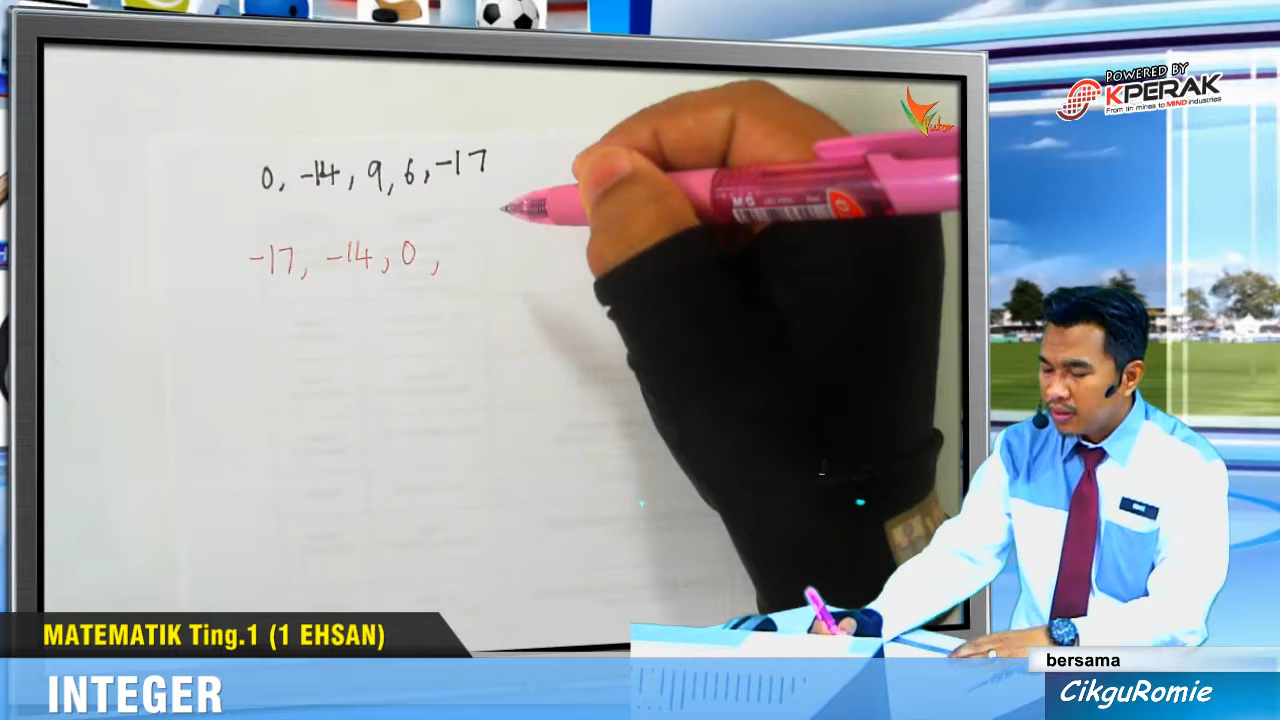 POWERED BY
KPERAK
From tin mines to MIND industries
Tutor
0, -14, 9, 6, -17
-17, -14, 0,
MATEMATIK Ting.1 (1 EHSAN)
INTEGER
bersama
CikguRomie